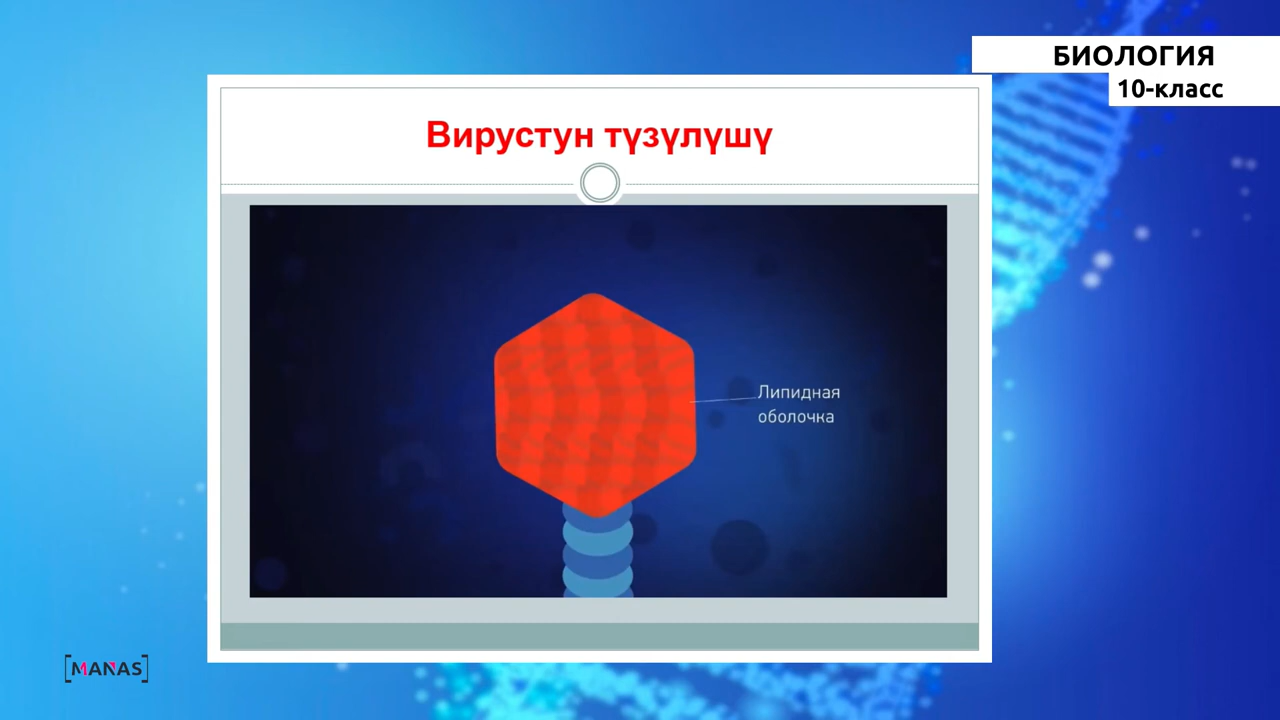 БИОЛОГИЯ
10-класс
Вирустун түзүлүшү
Липидная
оболочка
[MANAS]